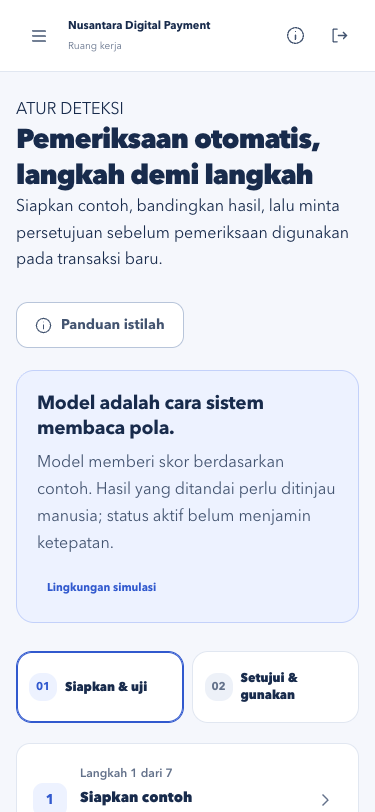 Nusantara Digital Payment
Ruang kerja
ATUR DETEKSI
Pemeriksaan otomatis,
langkah demi langkah
Siapkan contoh, bandingkan hasil, lalu minta
persetujuan sebelum pemeriksaan digunakan
pada transaksi baru.
Panduan istilah
Model adalah cara sistem
membaca pola.
Model memberi skor berdasarkan
contoh. Hasil yang ditandai perlu ditinjau
manusia; status aktif belum menjamin
ketepatan.
Lingkungan simulasi
01 Siapkan & uji
02 Setujui &
gunakan
Langkah 1 dari 7
1 Siapkan contoh